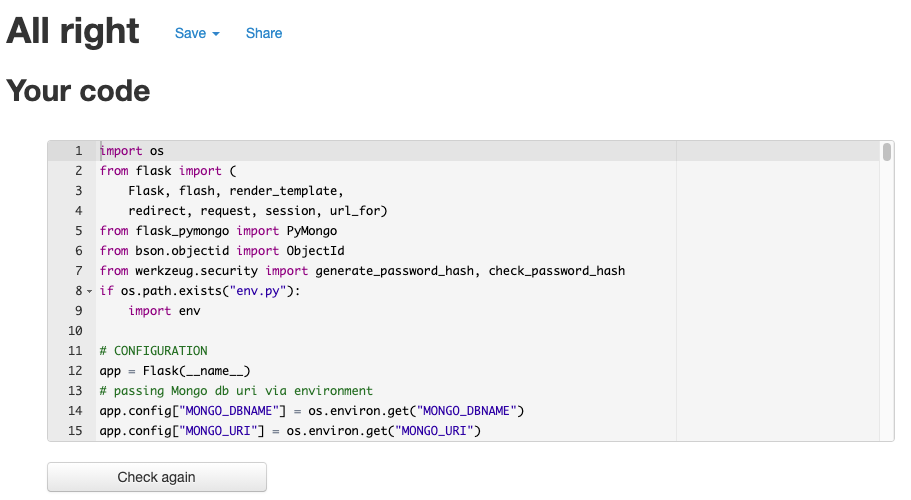 All right Save Share
Your code
1 import os
2 from flask import (
3     Flask, flash, render_template,
4     redirect, request, session, url_for)
5 from flask_pymongo import PyMongo
6 from bson.objectid import ObjectId
7 from werkzeug.security import generate_password_hash, check_password_hash
8 if os.path.exists("env.py"):
9     import env
10
11 # CONFIGURATION
12 app = Flask(__name__)
13 # passing Mongo db uri via environment
14 app.config["MONGO_DBNAME"] = os.environ.get("MONGO_DBNAME")
15 app.config["MONGO_URI"] = os.environ.get("MONGO_URI")
Check again